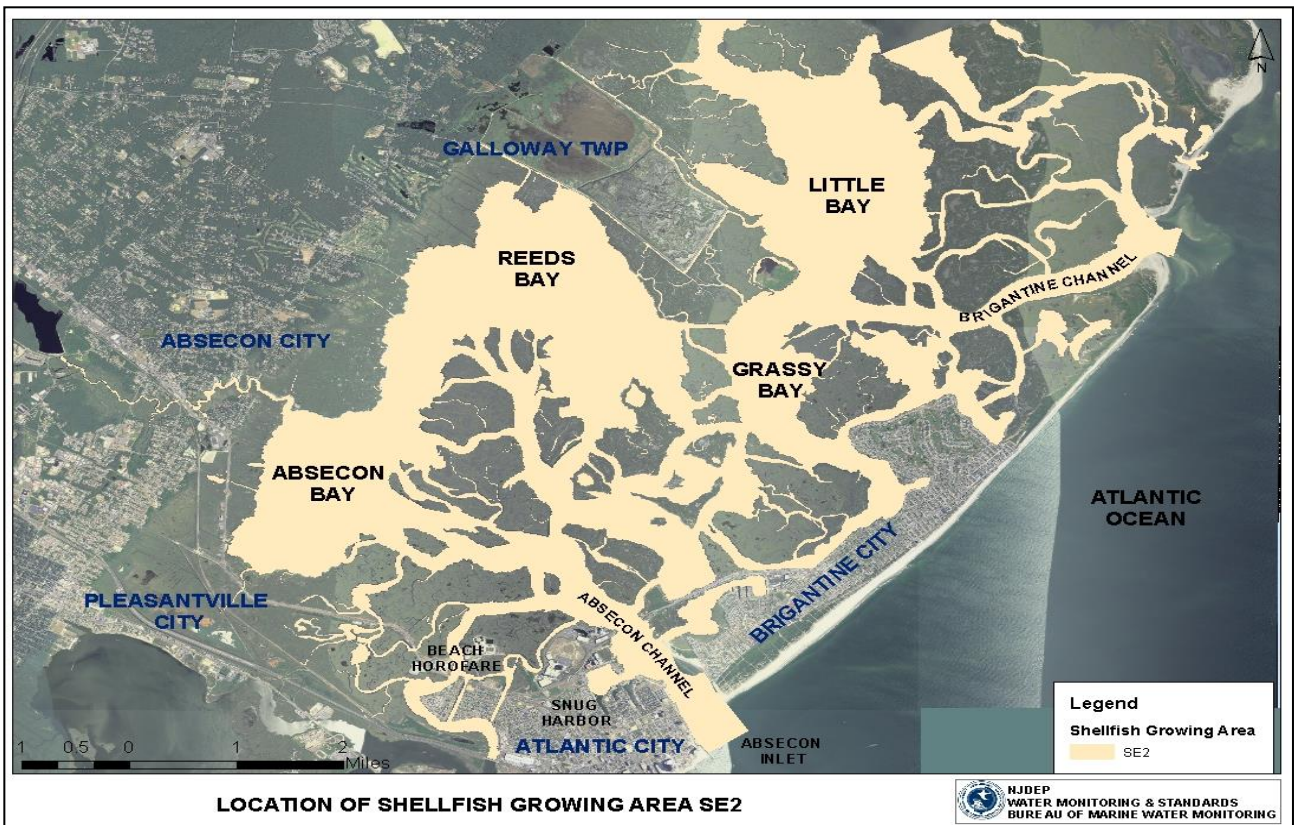 N
GALLOWAY TWP
LITTLE
BAY
REEDS
BAY
BRIGANTINE CHANNEL
ABSECON CITY
GRASSY
BAY
ABSECON
BAY
ATLANTIC
OCEAN
BRIGANTINE CITY
PLEASANTVILLE
CITY
ABSECON CHANNEL
BEACH
HOROFARE
SNUG
HARBOR
ATLANTIC CITY
ABSECON
INLET
1 0.5 0 1 2
Miles
Legend
Shellfish Growing Area
SE2
LOCATION OF SHELLFISH GROWING AREA SE2
NJDEP
WATER MONITORING & STANDARDS
BUREAU OF MARINE WATER MONITORING